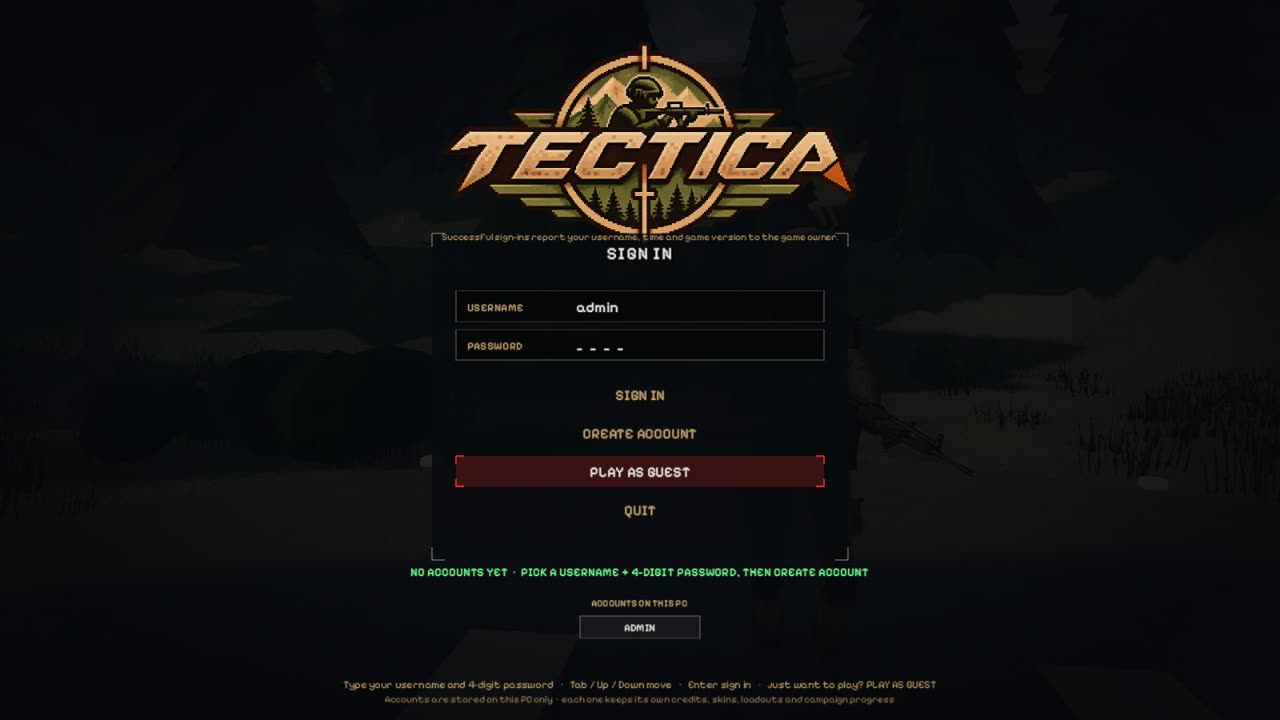 TECTICA
Successful sign-ins report your username, time and game version to the game owner.
SIGN IN
USERNAME admin
PASSWORD - - - -
SIGN IN
CREATE ACCOUNT
PLAY AS GUEST
QUIT
NO ACCOUNTS YET · PICK A USERNAME + 4-DIGIT PASSWORD, THEN CREATE ACCOUNT
ACCOUNTS ON THIS PC
ADMIN
Type your username and 4-digit password · Tab / Up / Down move · Enter sign in · Just want to play? PLAY AS GUEST
Accounts are stored on this PC only · each one keeps its own credits, skins, loadouts and campaign progress